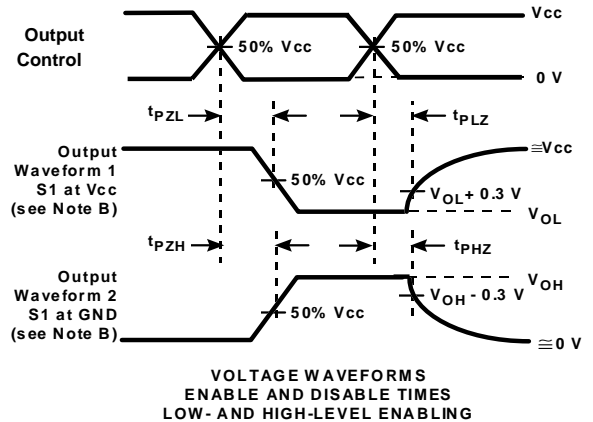 Vcc
Output
Control
50% Vcc
50% Vcc
0 V
tPZL
tPLZ
Output
Waveform 1
S1 at Vcc
(see Note B)
≅Vcc
50% Vcc
VOL+ 0.3 V
VOL
tPZH
tPHZ
Output
Waveform 2
S1 at GND
(see Note B)
VOH
VOH - 0.3 V
50% Vcc
≅0 V
VOLTAGE WAVEFORMS
ENABLE AND DISABLE TIMES
LOW- AND HIGH-LEVEL ENABLING